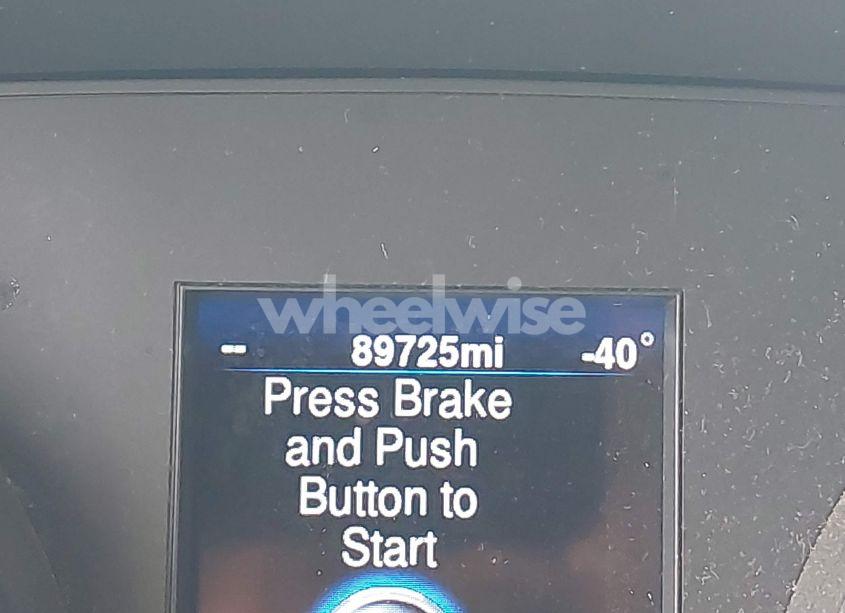 wheelwise
-- 89725mi -40°
Press Brake
and Push
Button to
Start